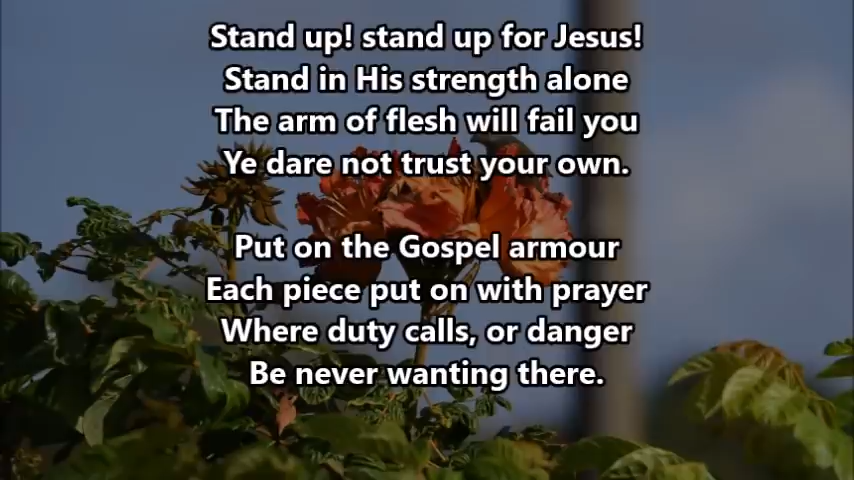 Stand up! stand up for Jesus!
Stand in His strength alone
The arm of flesh will fail you
Ye dare not trust your own.
Put on the Gospel armour
Each piece put on with prayer
Where duty calls, or danger
Be never wanting there.